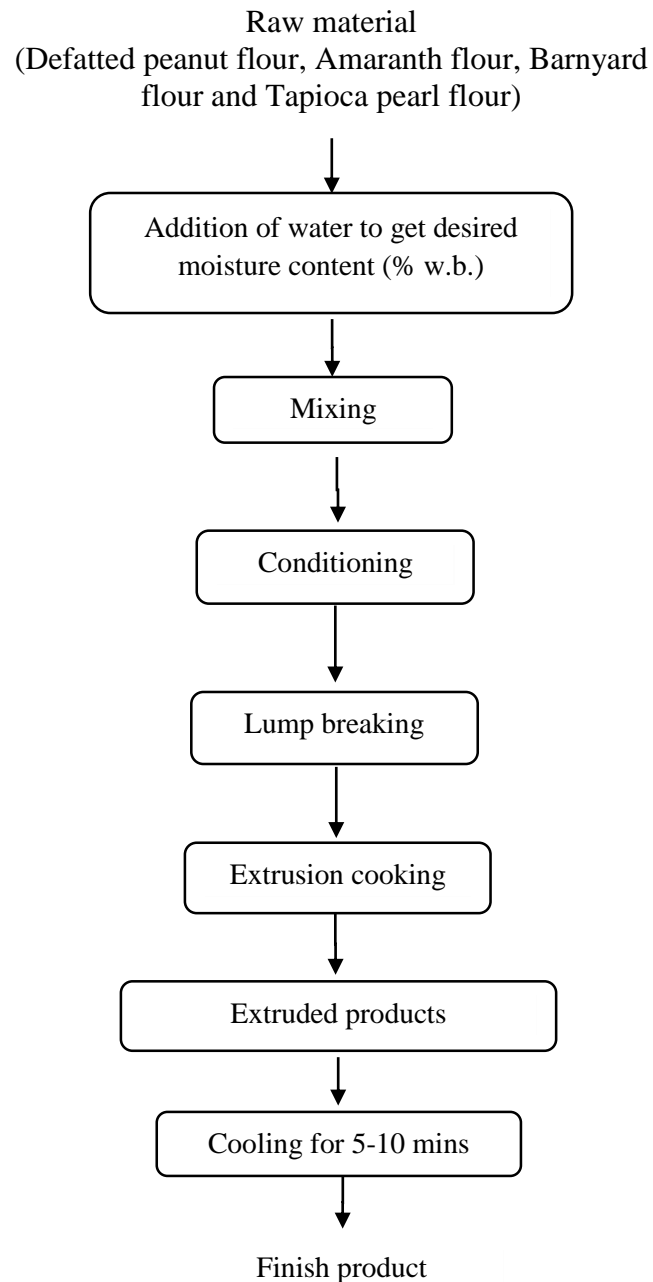 Raw material
(Defatted peanut flour, Amaranth flour, Barnyard
flour and Tapioca pearl flour)
Addition of water to get desired
moisture content (% w.b.)
Mixing
Conditioning
Lump breaking
Extrusion cooking
Extruded products
Cooling for 5-10 mins
Finish product